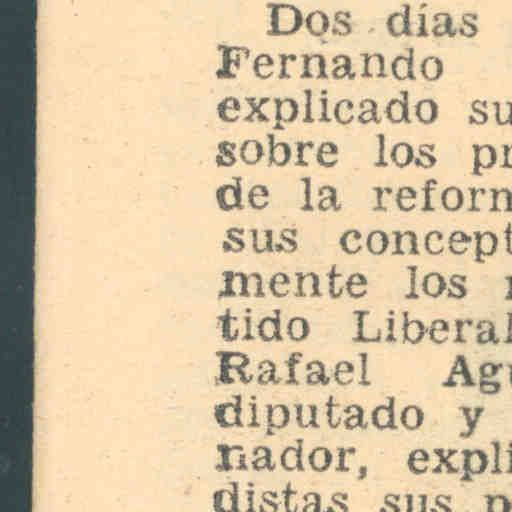 Dos días
Fernando
explicado su
sobre los pr
de la reform
sus concept
mente los
tido Liberal
Rafael Agu
diputado y
nador, expli
distas sus p